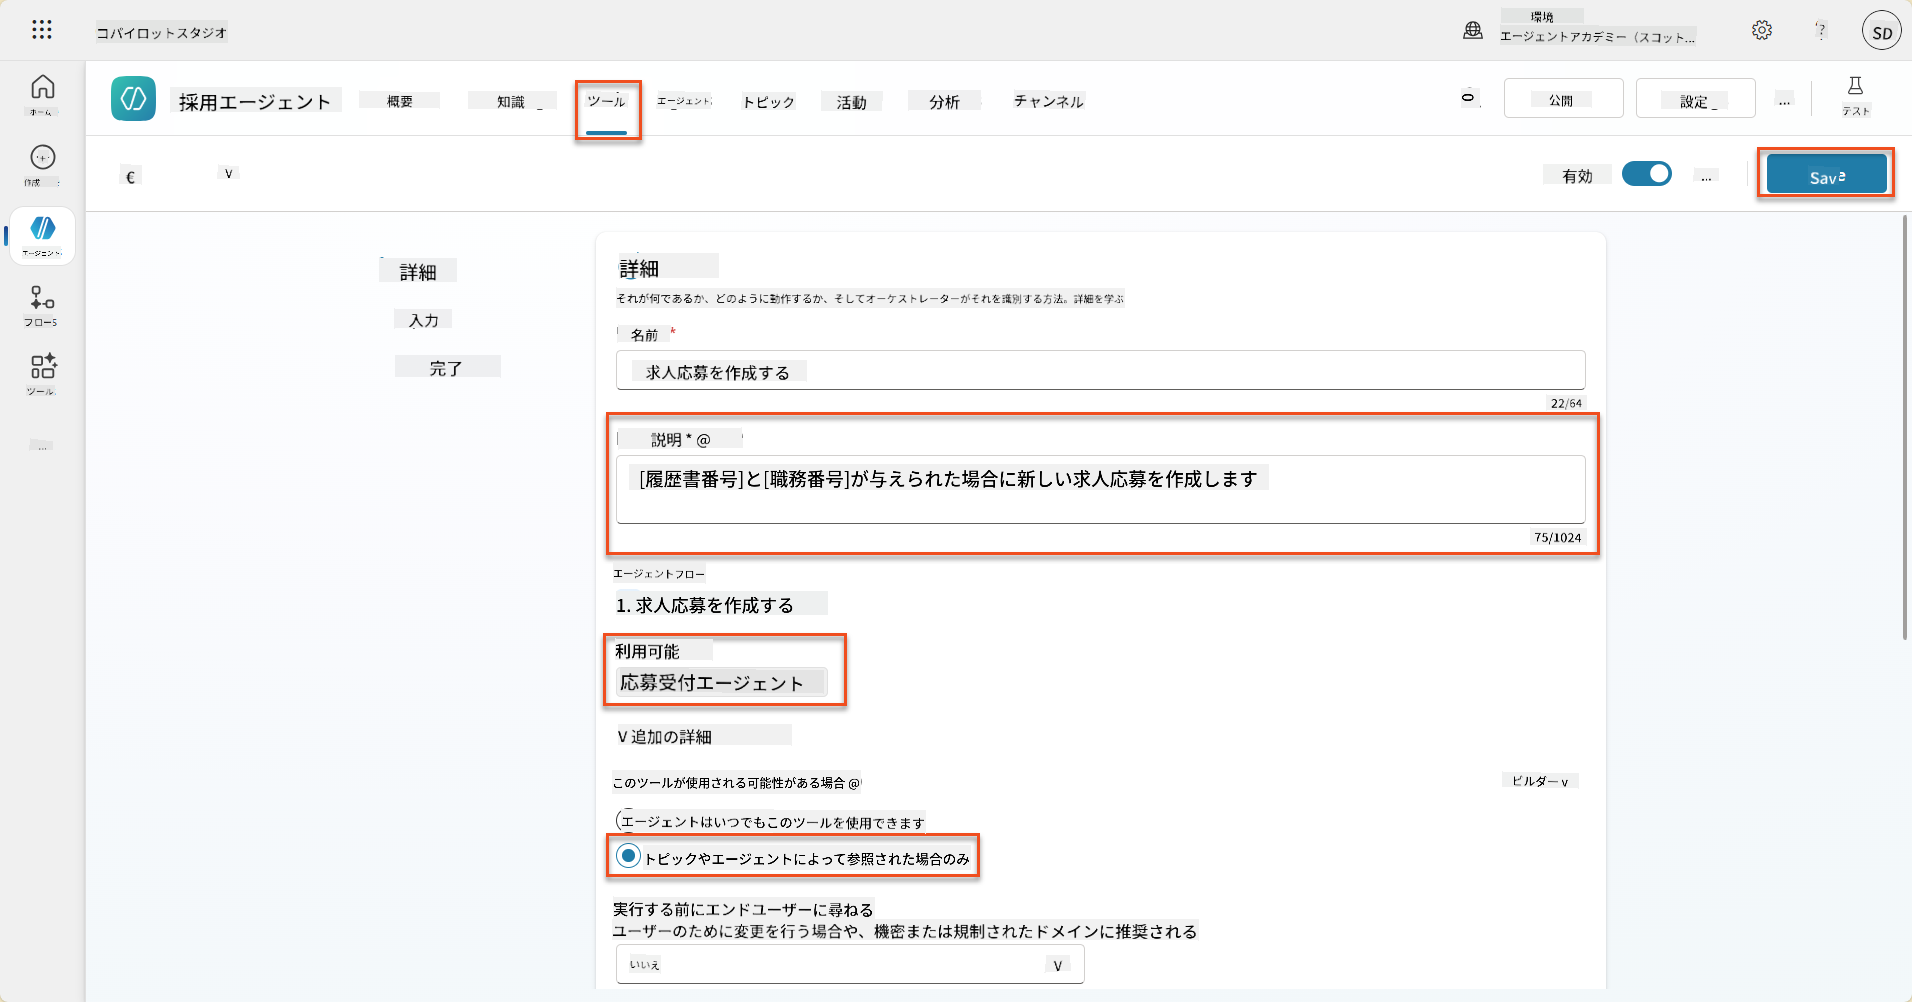 コパイロットスタジオ
環境
エージェントアカデミー（スコット...
?
SD
ホーム
作成
エージェント
フロー5
ツール
...
採用エージェント
概要
知識
ツール
エージェント
トピック
活動
分析
チャンネル
公開
設定
...
テスト
€
V
有効
...
Save
詳細
入力
完了
詳細
それが何であるか、どのように動作するか、そしてオーケストレーターがそれを識別する方法。詳細を学ぶ
名前 *
求人応募を作成する
22/64
説明 * @
[履歴書番号]と[職務番号]が与えられた場合に新しい求人応募を作成します
75/1024
エージェントフロー
1. 求人応募を作成する
利用可能
応募受付エージェント
V 追加の詳細
このツールが使用される可能性がある場合 @
ビルダー v
エージェントはいつでもこのツールを使用できます
トピックやエージェントによって参照された場合のみ
実行する前にエンドユーザーに尋ねる
ユーザーのために変更を行う場合や、機密または規制されたドメインに推奨される
いいえ
V